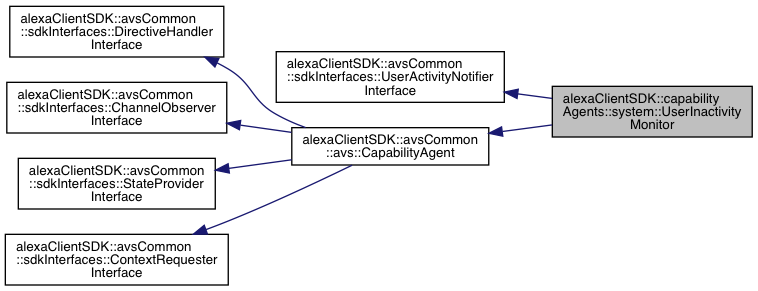 alexaClientSDK::avsCommon
::sdkInterfaces::DirectiveHandler
Interface
alexaClientSDK::avsCommon
::sdkInterfaces::ChannelObserver
Interface
alexaClientSDK::avsCommon
::sdkInterfaces::StateProvider
Interface
alexaClientSDK::avsCommon
::sdkInterfaces::ContextRequester
Interface
alexaClientSDK::avsCommon
::sdkInterfaces::UserActivityNotifier
Interface
alexaClientSDK::avsCommon
::avs::CapabilityAgent
alexaClientSDK::capability
Agents::system::UserInactivity
Monitor